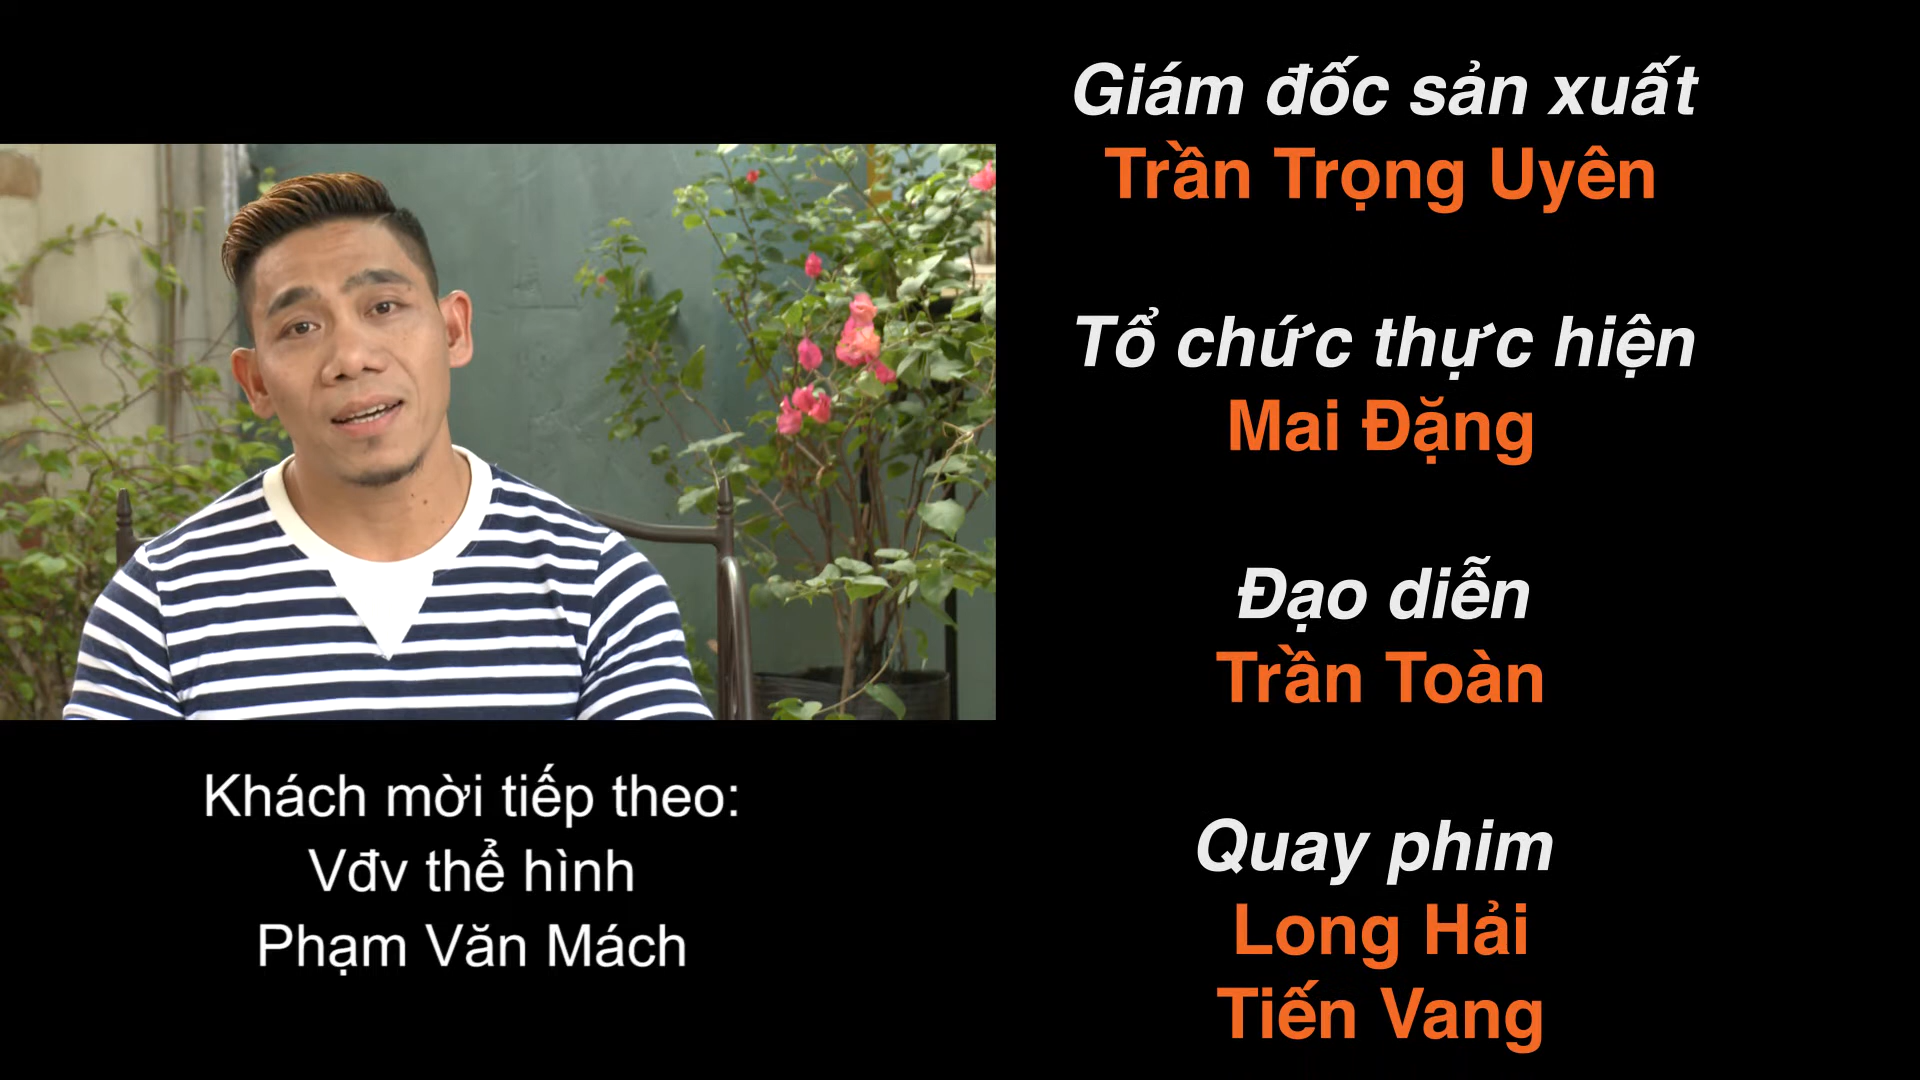 Khách mời tiếp theo:
Vđv thể hình
Phạm Văn Mách
Giám đốc sản xuất
Trần Trọng Uyên
Tổ chức thực hiện
Mai Đặng
Đạo diễn
Trần Toàn
Quay phim
Long Hải
Tiến Vang